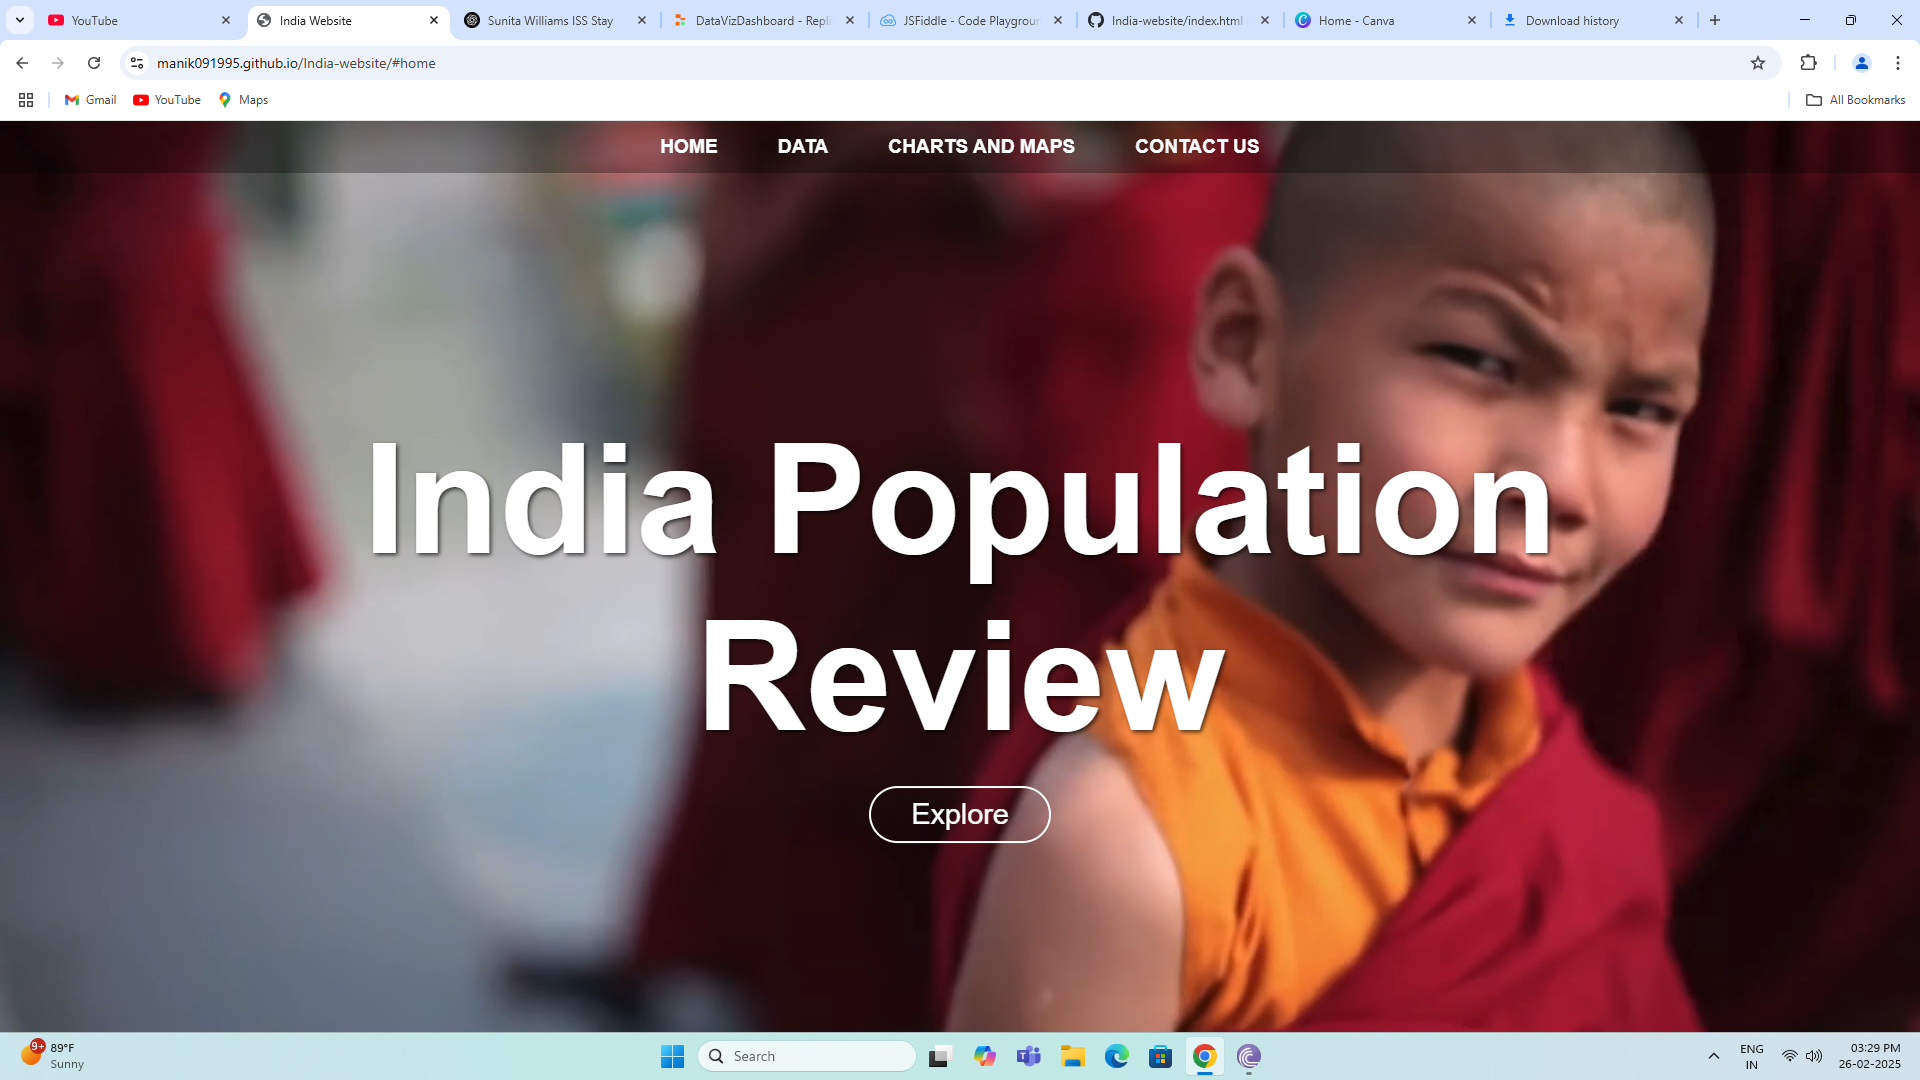 YouTube
India Website
Sunita Williams ISS Stay
DataVizDashboard - Repli
JSFiddle - Code Playgroun
India-website/index.html
Home - Canva
Download history
manik091995.github.io/India-website/#home
Gmail
YouTube
Maps
All Bookmarks
HOME
DATA
CHARTS AND MAPS
CONTACT US
India Population
Review
Explore
9+
89°F
Sunny
Search
ENG
IN
03:29 PM
26-02-2025